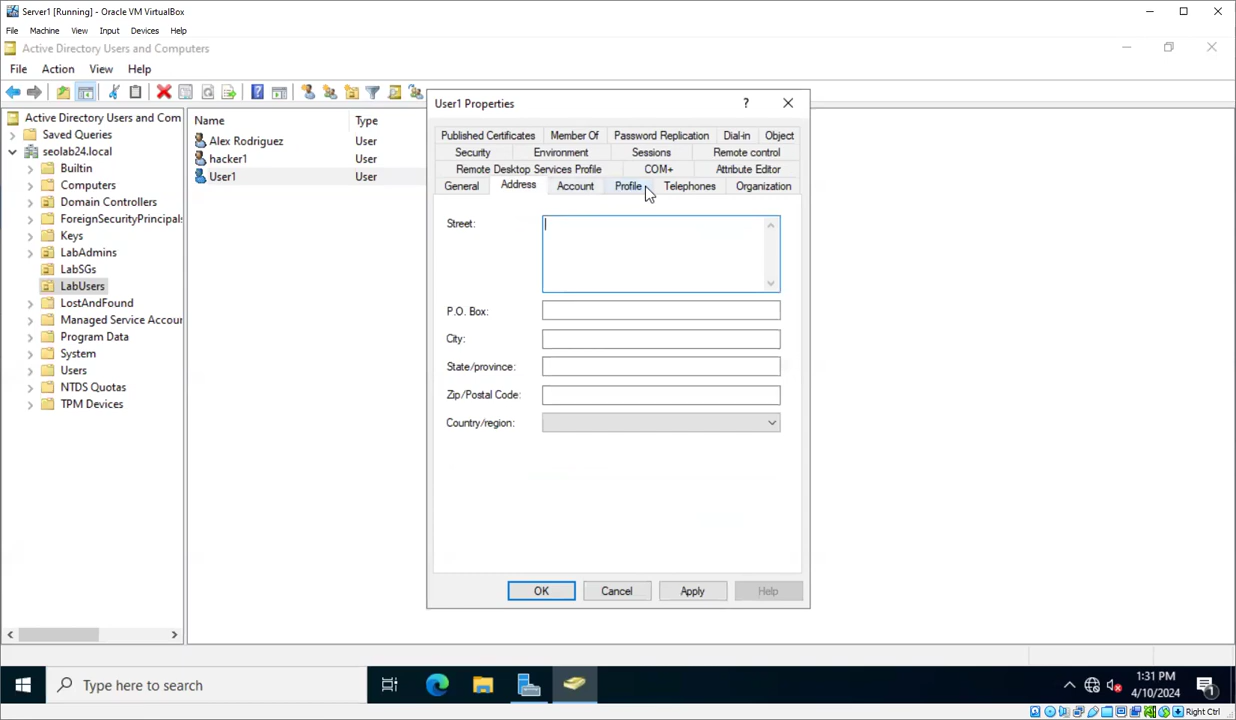 Server1 [Running] - Oracle VM VirtualBox
File Machine View Input Devices Help
Active Directory Users and Computers
File Action View Help
Active Directory Users and Com
Saved Queries
seolab24.local
Builtin
Computers
Domain Controllers
ForeignSecurityPrincipals
Keys
LabAdmins
LabSGs
LabUsers
LostAndFound
Managed Service Accour
Program Data
System
Users
NTDS Quotas
TPM Devices
Name Type
Alex Rodriguez User
hacker1 User
User1 User
User1 Properties
?
Published Certificates Member Of Password Replication Dial-in Object
Security Environment Sessions Remote control
Remote Desktop Services Profile COM+ Attribute Editor
General Address Account Profile Telephones Organization
Street:
P.O. Box:
City:
State/province:
Zip/Postal Code:
Country/region:
OK Cancel Apply Help
Type here to search
1:31 PM
4/10/2024
1
Right Ctrl